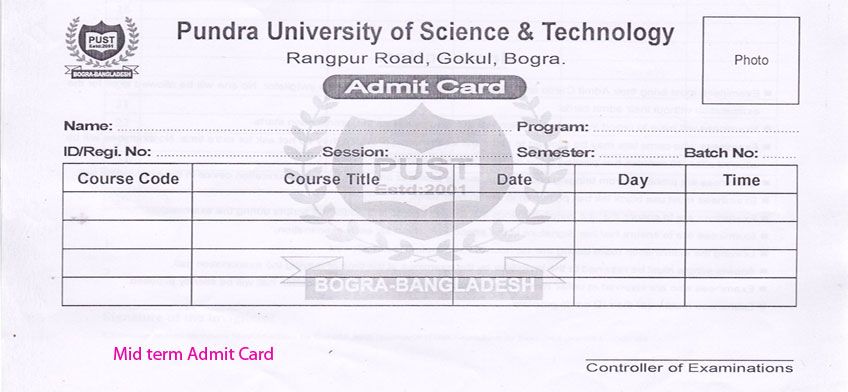 PUST
Estd:2001
BOGRA-BANGLADESH
Pundra University of Science & Technology
Rangpur Road, Gokul, Bogra.
Admit Card
Photo
Name: Program:
ID/Regi. No: Session: Semester: Batch No:
Course Code Course Title Date Day Time
PUST
Estd:2001
BOGRA-BANGLADESH
Mid term Admit Card
Controller of Examinations